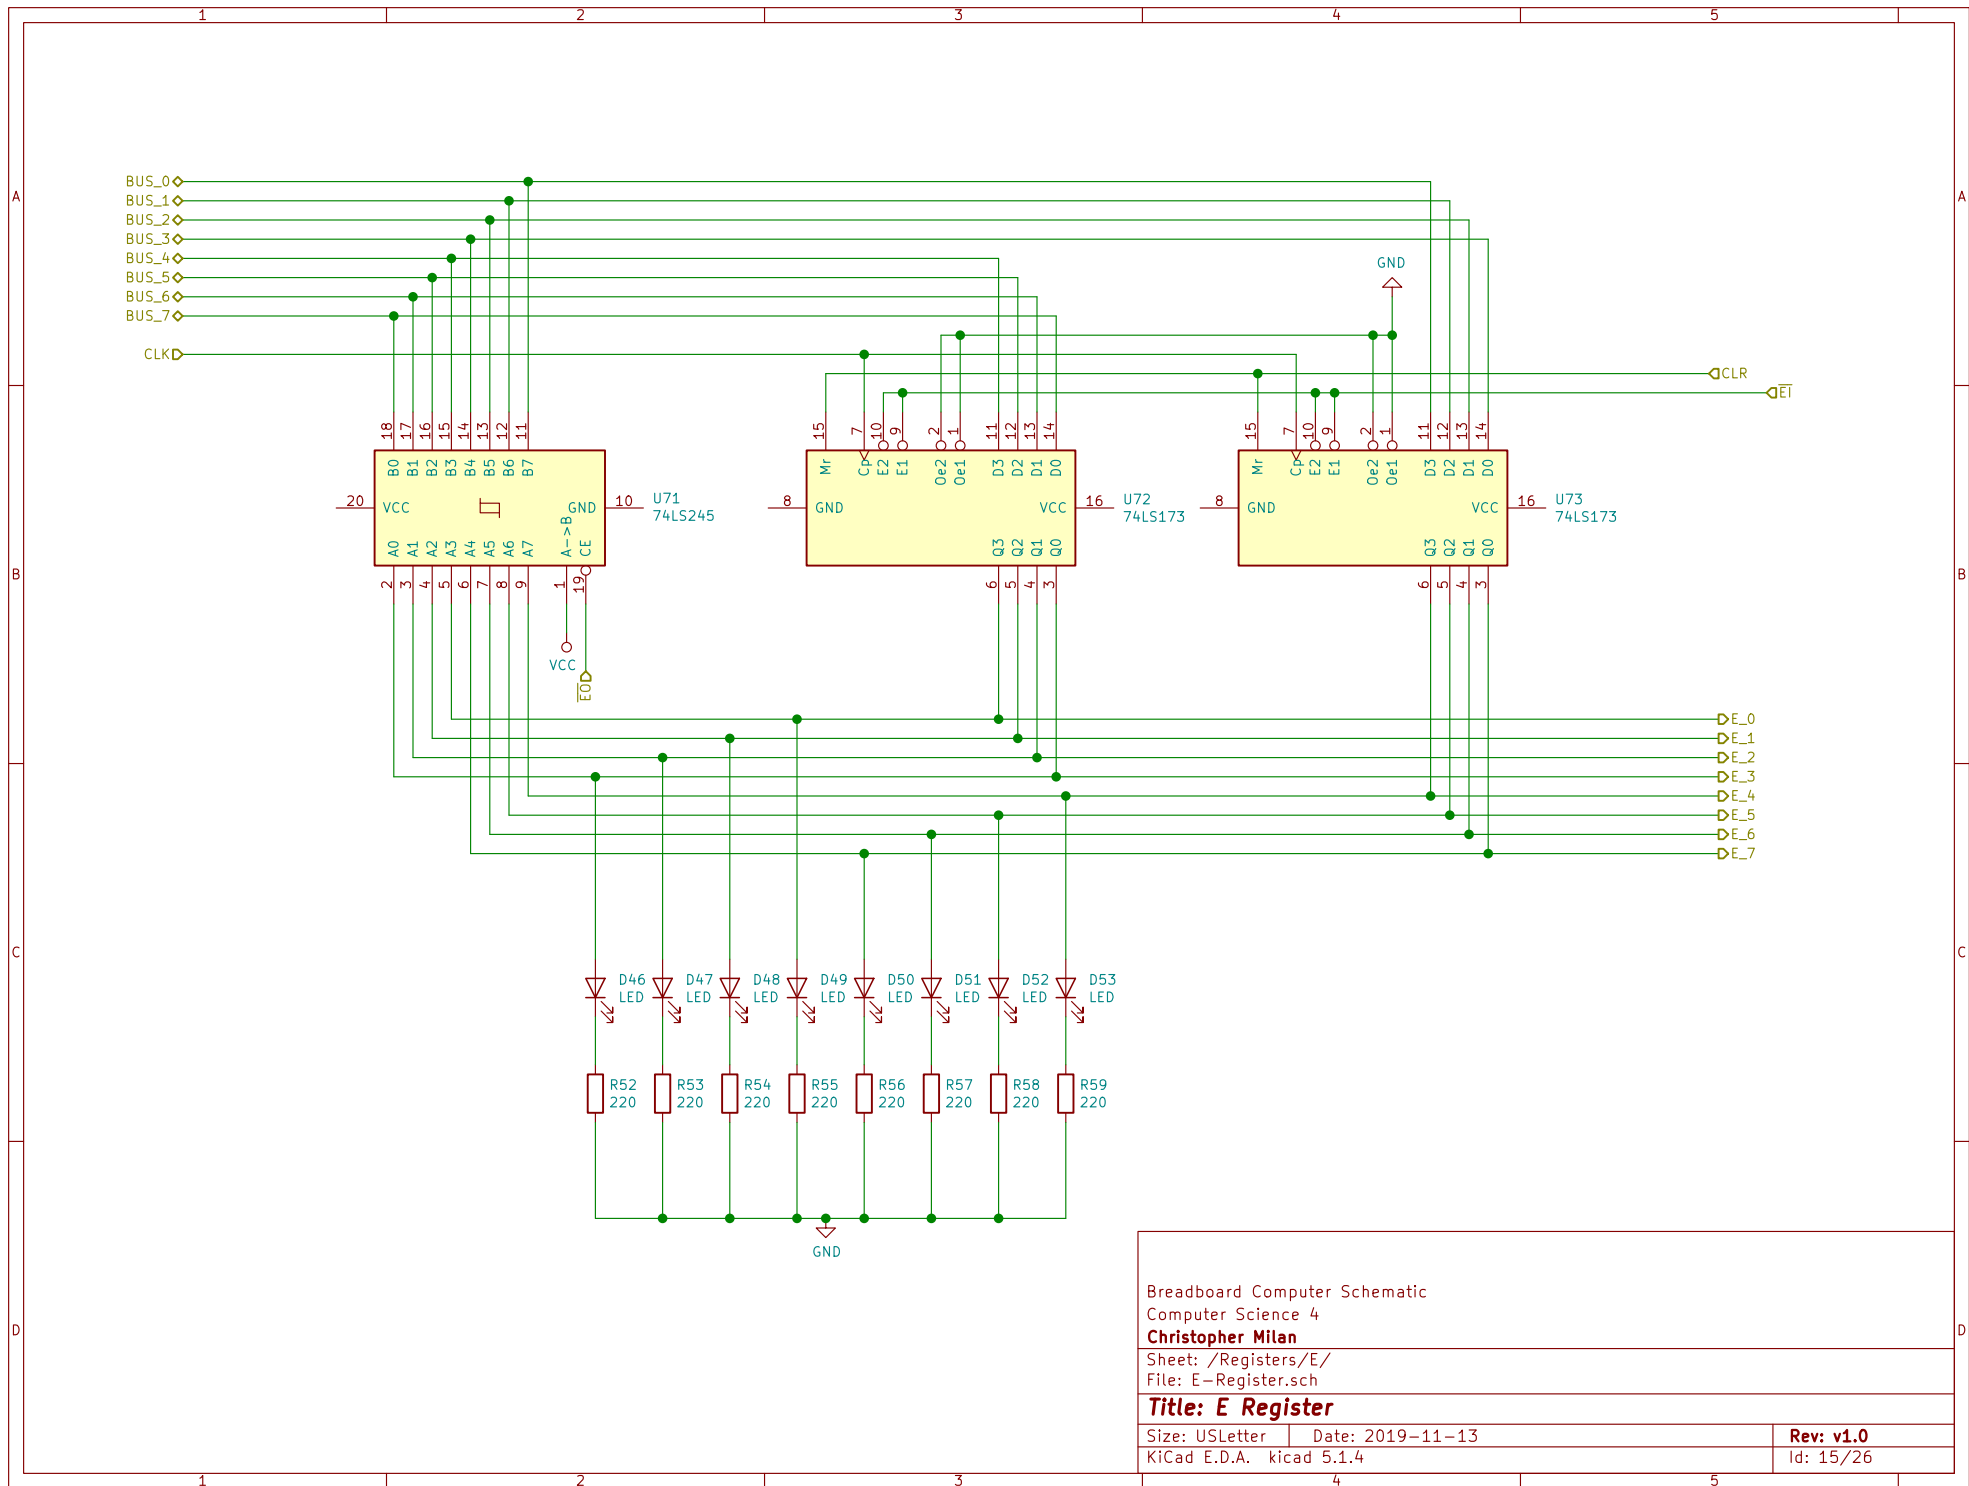 1 2 3 4 5
A A
B B
C C
D D
BUS_0
BUS_1
BUS_2
BUS_3
BUS_4
BUS_5
BUS_6
BUS_7
CLK
GND
CLR
EI
18 17 16 15 14 13 12 11
B0 B1 B2 B3 B4 B5 B6 B7
20 VCC GND 10
A0 A1 A2 A3 A4 A5 A6 A7 A->B CE
2 3 4 5 6 7 8 9 1 19
U71
74LS245
VCC
EO
15 7 10 9 2 1 11 12 13 14
Mr Cp E2 E1 Oe2 Oe1 D3 D2 D1 D0
8 GND VCC 16
Q3 Q2 Q1 Q0
6 5 4 3
U72
74LS173
15 7 10 9 2 1 11 12 13 14
Mr Cp E2 E1 Oe2 Oe1 D3 D2 D1 D0
8 GND VCC 16
Q3 Q2 Q1 Q0
6 5 4 3
U73
74LS173
E_0
E_1
E_2
E_3
E_4
E_5
E_6
E_7
D46 D47 D48 D49 D50 D51 D52 D53
LED LED LED LED LED LED LED LED
R52 R53 R54 R55 R56 R57 R58 R59
220 220 220 220 220 220 220 220
GND
Breadboard Computer Schematic
Computer Science 4
Christopher Milan
Sheet: /Registers/E/
File: E-Register.sch
Title: E Register
Size: USLetter Date: 2019-11-13 Rev: v1.0
KiCad E.D.A. kicad 5.1.4 Id: 15/26
1 2 3 4 5